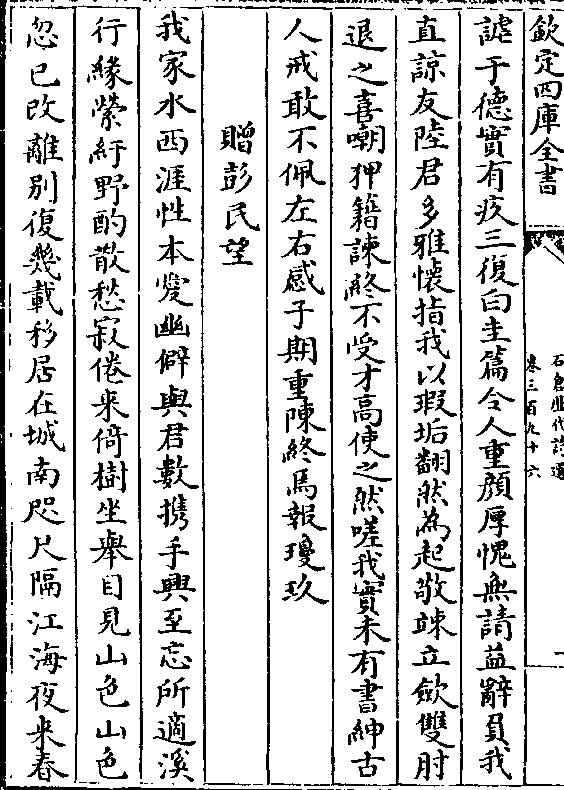 欽定四庫全書
石倉歷代詩選
卷三百九十六
一
謔于德實有疚三復白圭篇令人重顔厚愧無請益辭負我
直諒友陸君多雅懷指我以瑕垢翻然為起敬竦立歛雙肘
退之喜嘲狎籍諫終不受才高使之然嗟我實未有書紳古
人戒敢不佩左右感子期重陳終焉報瓊玖
贈彭民望
我家水西涯性本愛幽僻與君數携手興至忘所適溪
行緣縈紆野酌散愁寂倦来倚樹坐舉目見山色山色
忽已改離別復幾載移居在城南咫尺隔江海夜来春